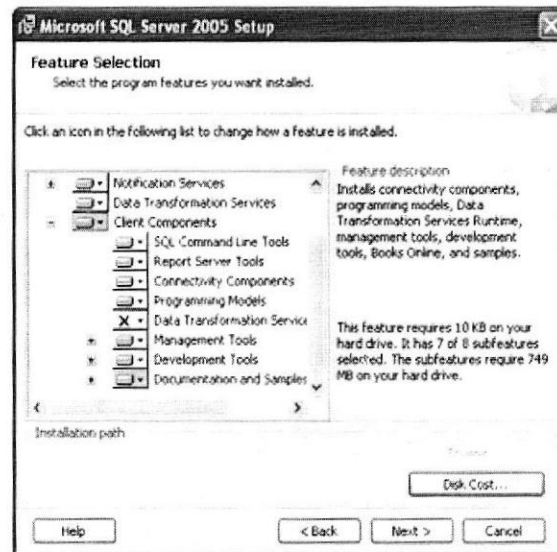 Microsoft SQL Server 2005 Setup
Feature Selection
Select the program features you want installed.
Click an icon in the following list to change how a feature is installed.
Notification Services
Data Transformation Services
Client Components
SQL Command Line Tools
Report Server Tools
Connectivity Components
Programming Models
Data Transformation Service
Management Tools
Development Tools
Documentation and Samples
Feature description
Installs connectivity components,
programming models, Data
Transformation Services Runtime,
management tools, development
tools, Books Online, and samples.
This feature requires 10 KB on your
hard drive. It has 7 of 8 subfeatures
selected. The subfeatures require 749
MB on your hard drive.
Installation path
Disk Cost...
Help
< Back
Next >
Cancel